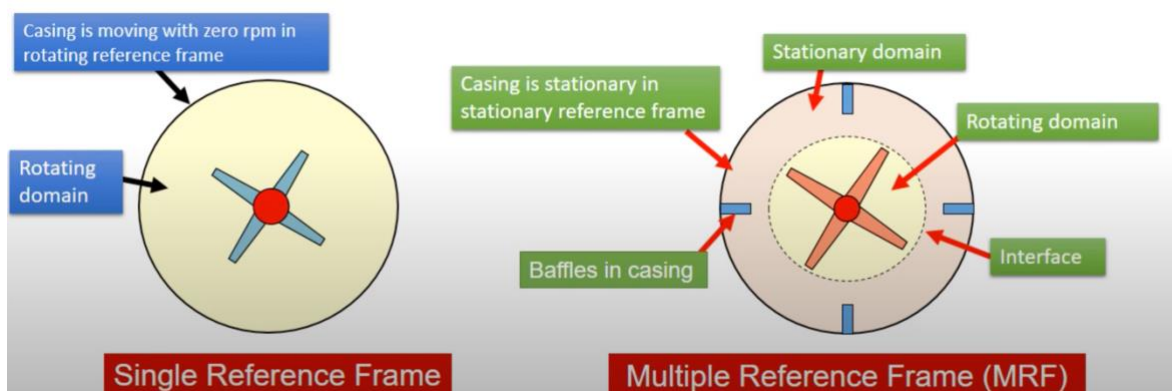 Casing is moving with zero rpm in
rotating reference frame
Rotating
domain
Single Reference Frame
Stationary domain
Casing is stationary in
stationary reference frame
Rotating domain
Baffles in casing
Interface
Multiple Reference Frame (MRF)